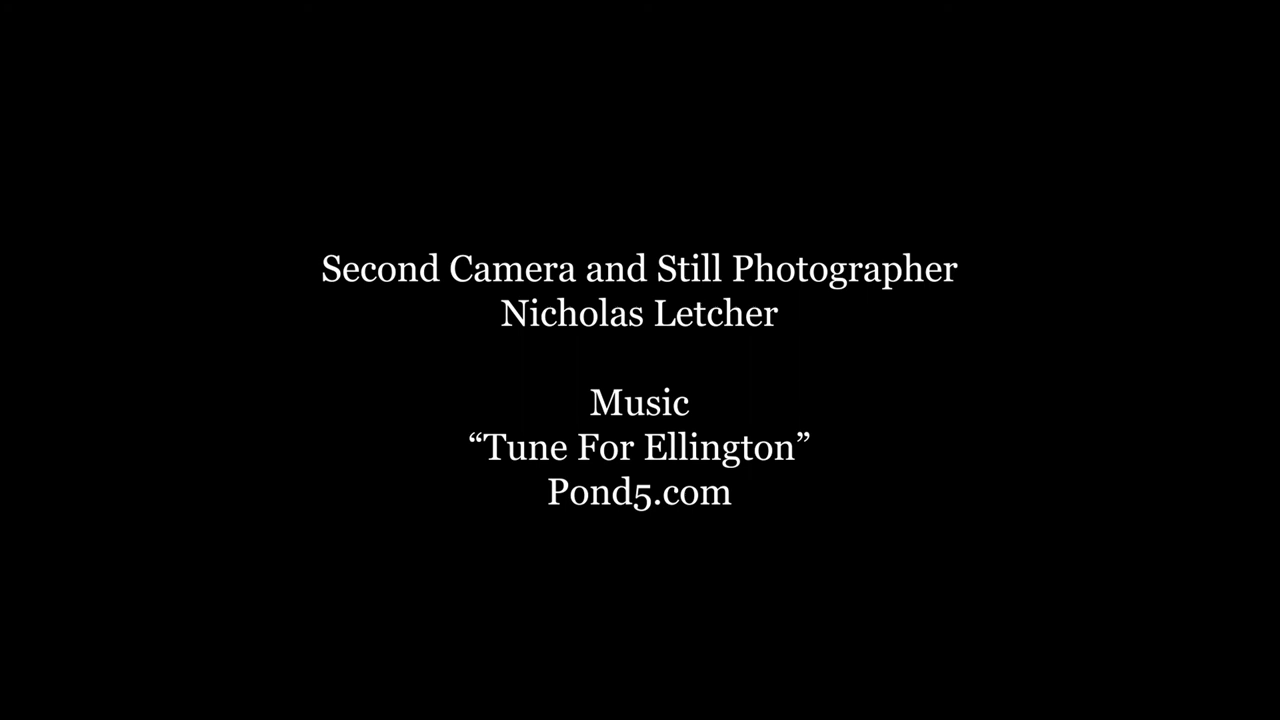 Second Camera and Still Photographer
Nicholas Letcher
Music
“Tune For Ellington”
Pond5.com